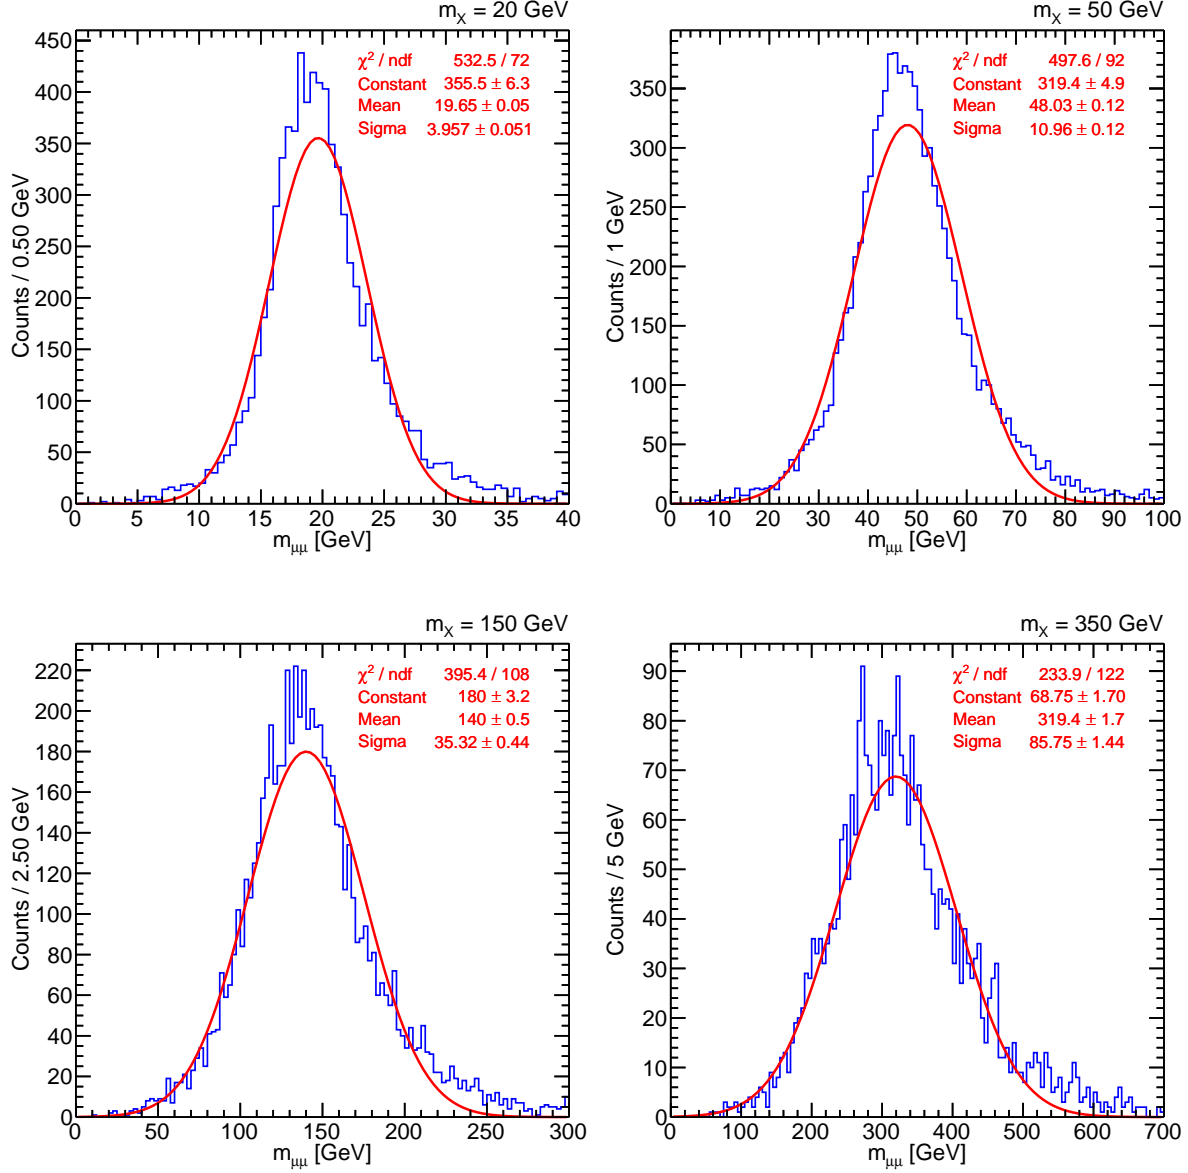 m_X = 20 GeV
χ² / ndf 532.5 / 72
Constant 355.5 ± 6.3
Mean 19.65 ± 0.05
Sigma 3.957 ± 0.051
Counts / 0.50 GeV
450
400
350
300
250
200
150
100
50
0
0 5 10 15 20 25 30 35 40
m_μμ [GeV]
m_X = 50 GeV
χ² / ndf 497.6 / 92
Constant 319.4 ± 4.9
Mean 48.03 ± 0.12
Sigma 10.96 ± 0.12
Counts / 1 GeV
350
300
250
200
150
100
50
0
0 10 20 30 40 50 60 70 80 90 100
m_μμ [GeV]
m_X = 150 GeV
χ² / ndf 395.4 / 108
Constant 180 ± 3.2
Mean 140 ± 0.5
Sigma 35.32 ± 0.44
Counts / 2.50 GeV
220
200
180
160
140
120
100
80
60
40
20
0
0 50 100 150 200 250 300
m_μμ [GeV]
m_X = 350 GeV
χ² / ndf 233.9 / 122
Constant 68.75 ± 1.70
Mean 319.4 ± 1.7
Sigma 85.75 ± 1.44
Counts / 5 GeV
90
80
70
60
50
40
30
20
10
0
0 100 200 300 400 500 600 700
m_μμ [GeV]